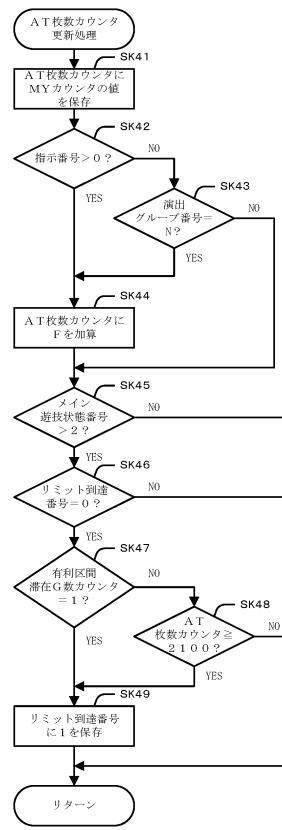 ＡＴ枚数カウンタ
更新処理
SK41
ＡＴ枚数カウンタに
ＭＹカウンタの値
を保存
SK42
指示番号＞０？
NO
YES
SK43
演出
グループ番号＝
Ｎ？
NO
YES
SK44
ＡＴ枚数カウンタに
Ｆを加算
SK45
メイン
遊技状態番号
＞２？
NO
YES
SK46
リミット到達
番号＝０？
NO
YES
SK47
有利区間
滞在Ｇ数カウンタ
＝１？
NO
YES
SK48
ＡＴ
枚数カウンタ≧
２１００？
NO
YES
SK49
リミット到達番号
に１を保存
リターン